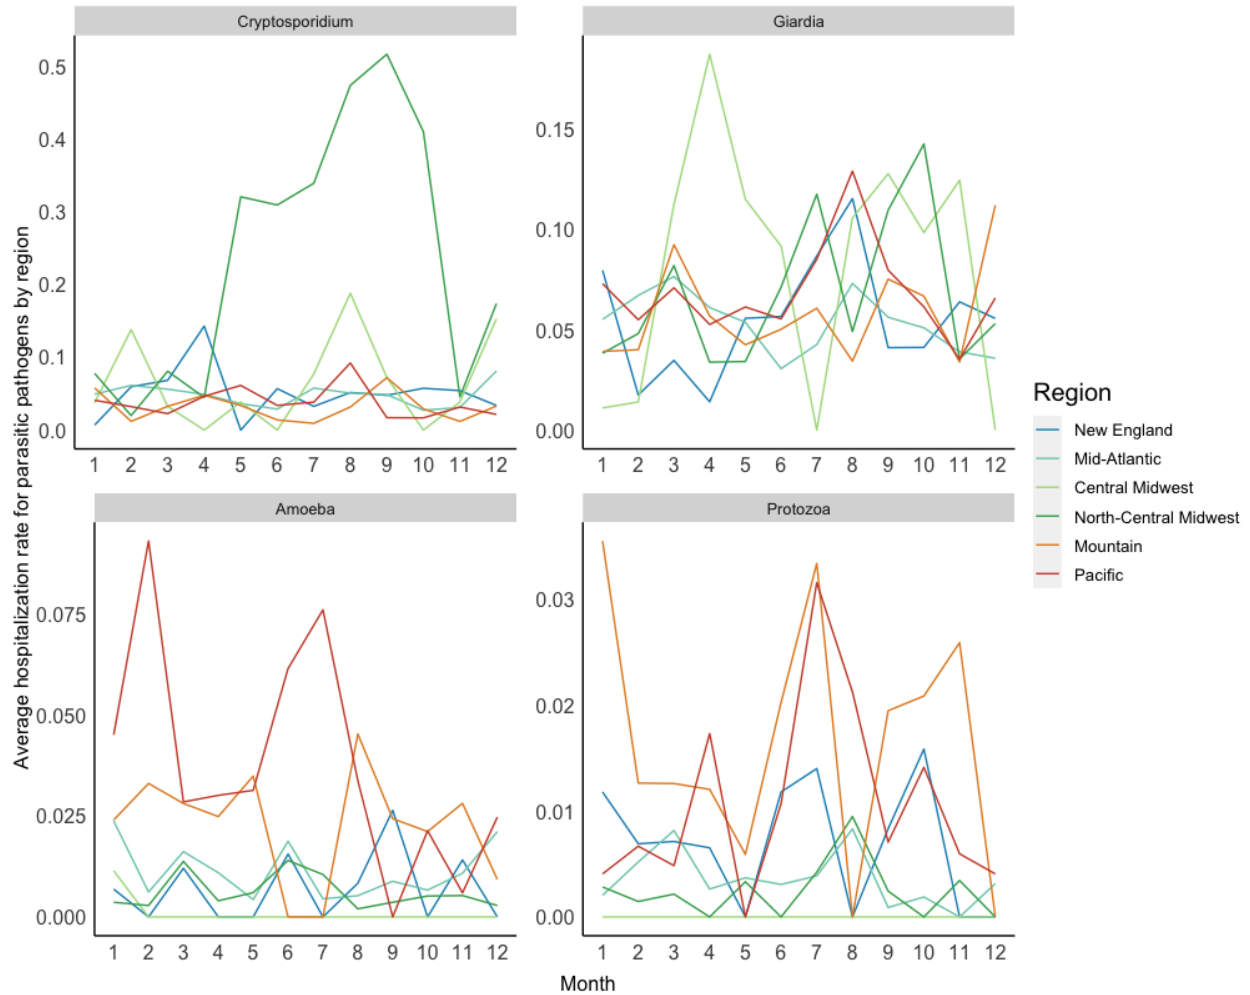 Cryptosporidium
Giardia
0.5
0.4
0.3
0.2
0.1
0.0
1 2 3 4 5 6 7 8 9 10 11 12
0.15
0.10
0.05
0.00
1 2 3 4 5 6 7 8 9 10 11 12
Average hospitalization rate for parasitic pathogens by region
Amoeba
Protozoa
0.075
0.050
0.025
0.000
1 2 3 4 5 6 7 8 9 10 11 12
0.03
0.02
0.01
0.00
1 2 3 4 5 6 7 8 9 10 11 12
Month
Region
New England
Mid-Atlantic
Central Midwest
North-Central Midwest
Mountain
Pacific